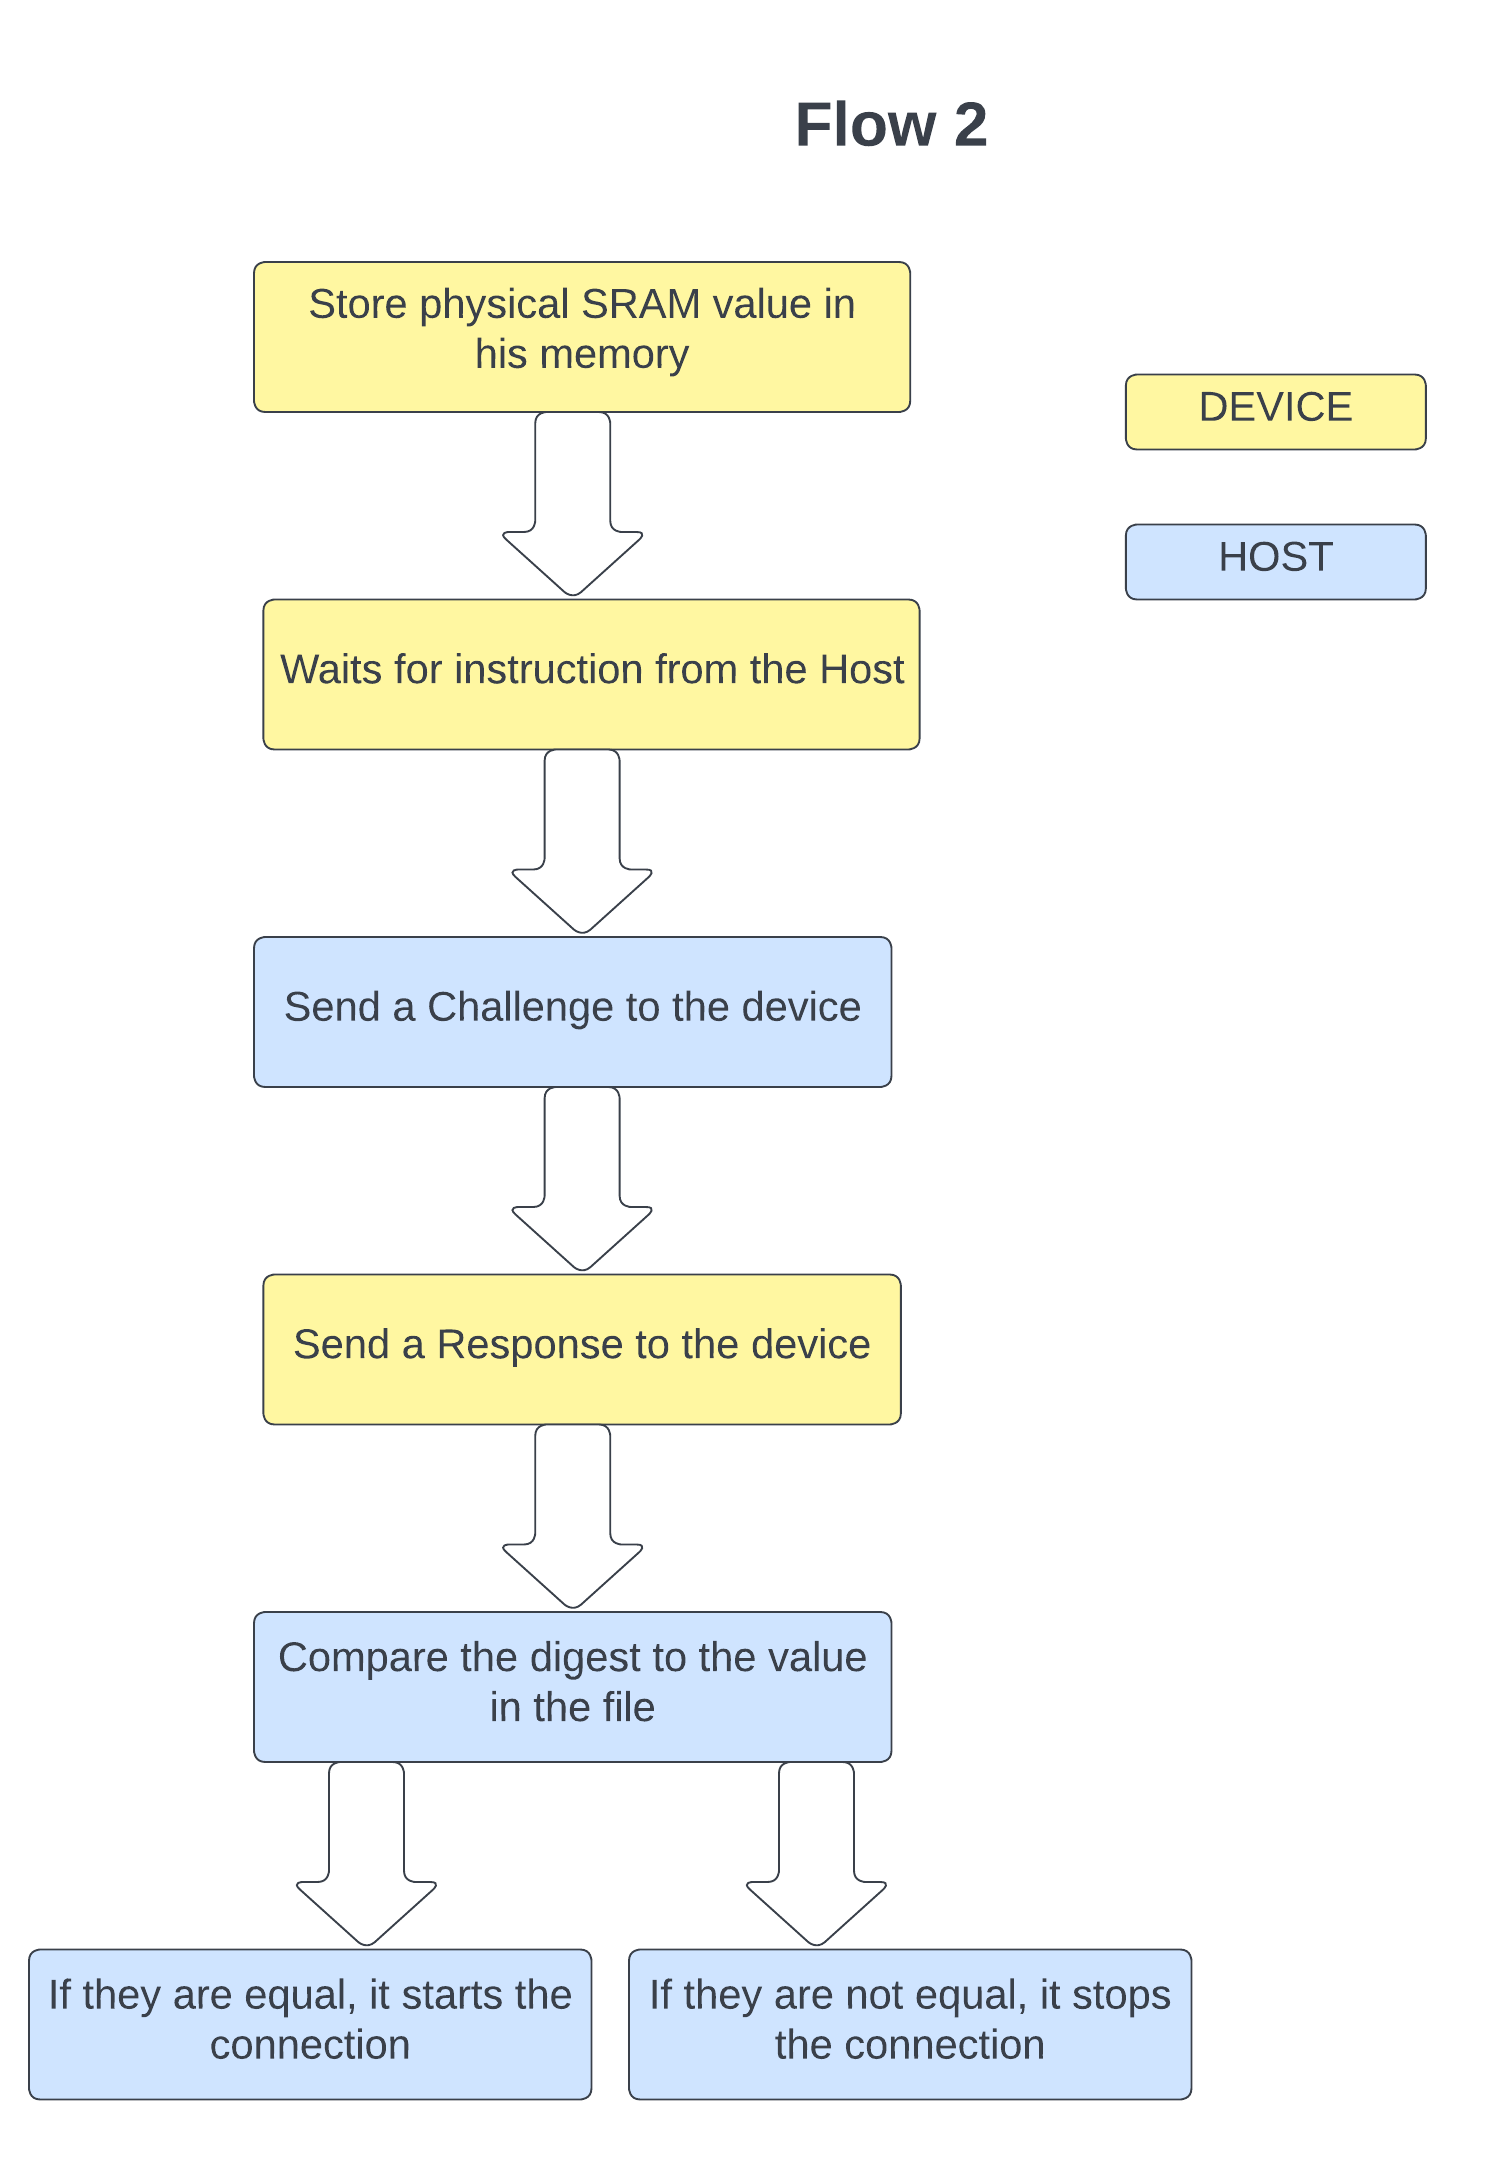 Flow 2
Store physical SRAM value in
his memory
DEVICE
HOST
Waits for instruction from the Host
Send a Challenge to the device
Send a Response to the device
Compare the digest to the value
in the file
If they are equal, it starts the
connection
If they are not equal, it stops
the connection